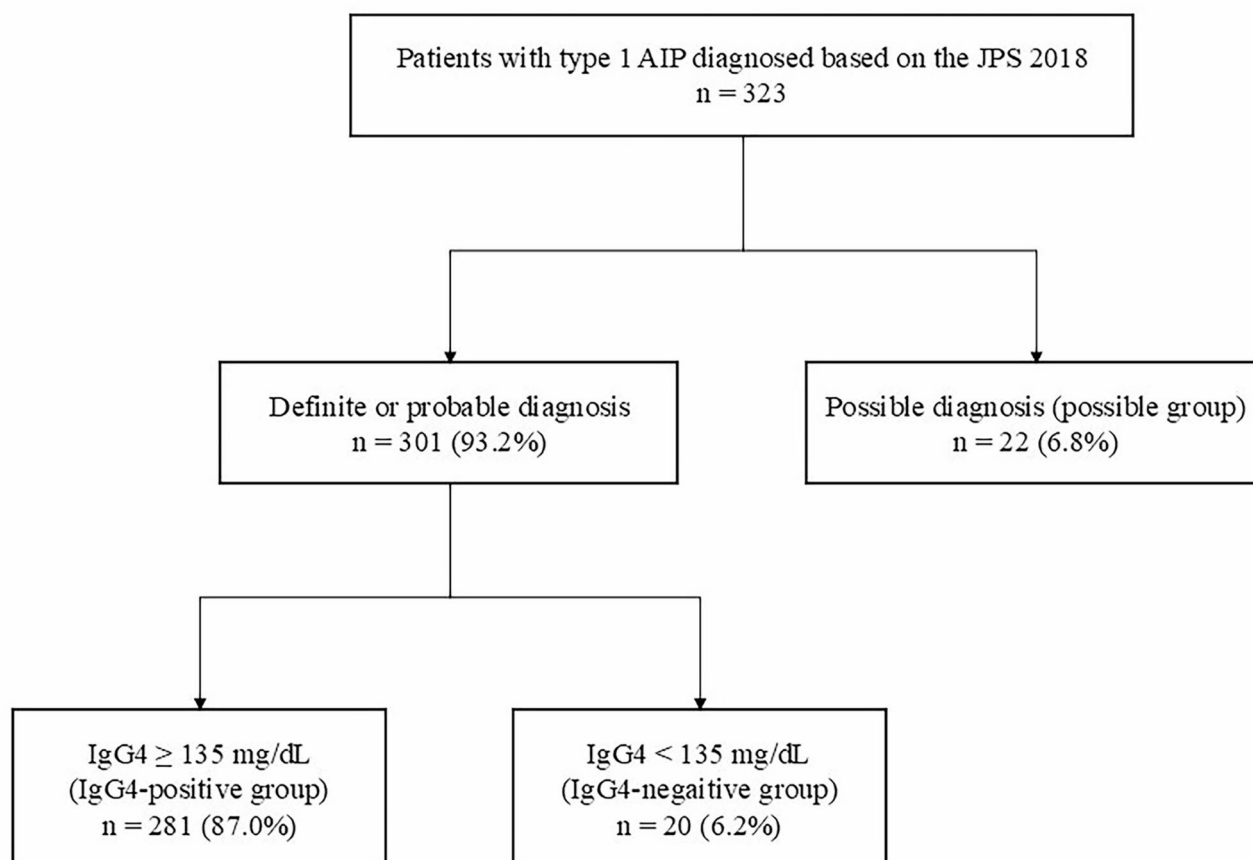 Patients with type 1 AIP diagnosed based on the JPS 2018
n = 323
Definite or probable diagnosis
n = 301 (93.2%)
Possible diagnosis (possible group)
n = 22 (6.8%)
IgG4 ≥ 135 mg/dL
(IgG4-positive group)
n = 281 (87.0%)
IgG4 < 135 mg/dL
(IgG4-negaitive group)
n = 20 (6.2%)